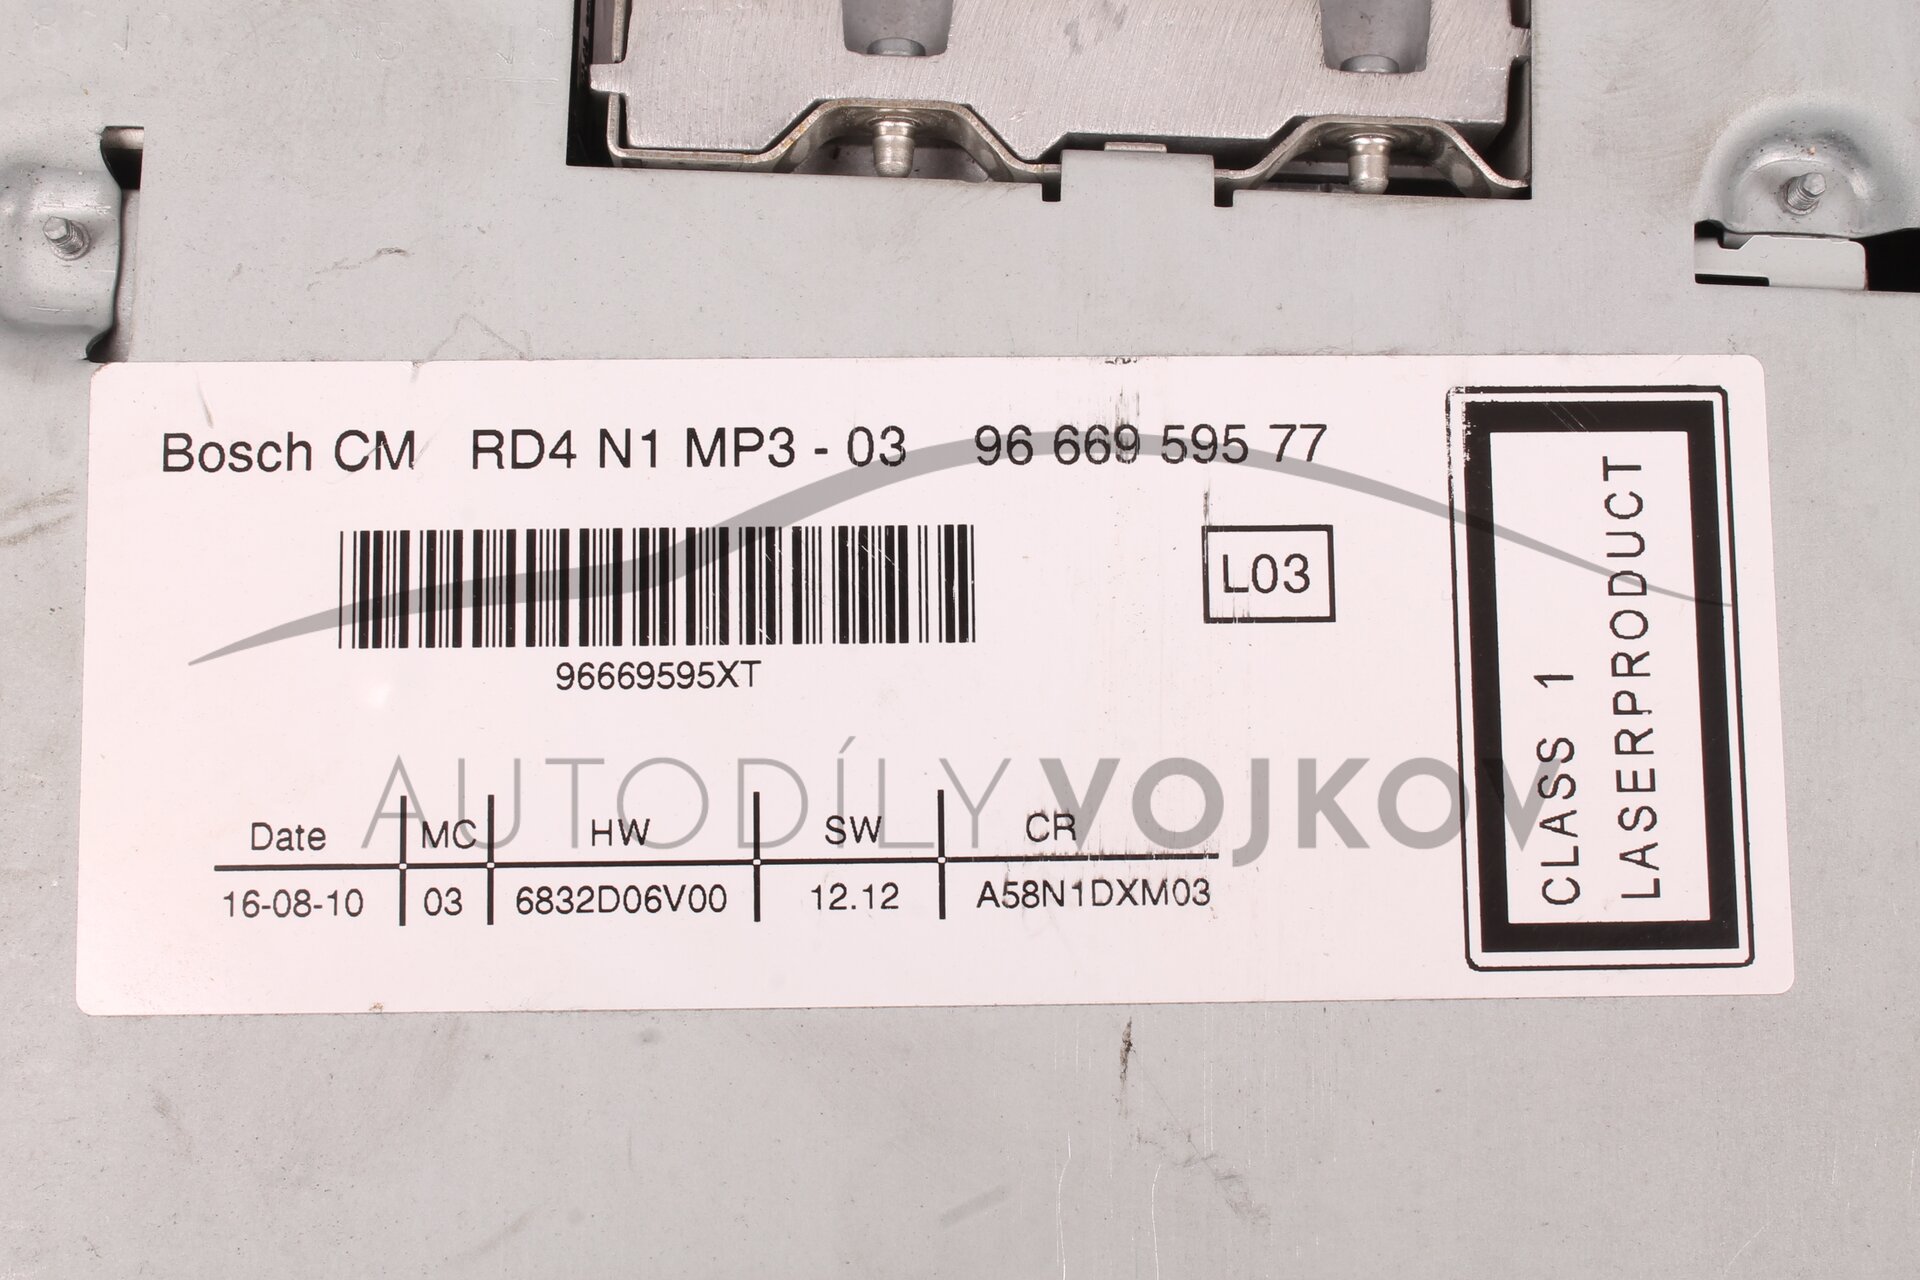 Bosch CM RD4 N1 MP3 - 03 96 669 595 77
L03
96669595XT
CLASS 1
LASERPRODUCT
AUTODÍLY VOJKOV
Date MC HW SW CR
16-08-10 03 6832D06V00 12.12 A58N1DXM03